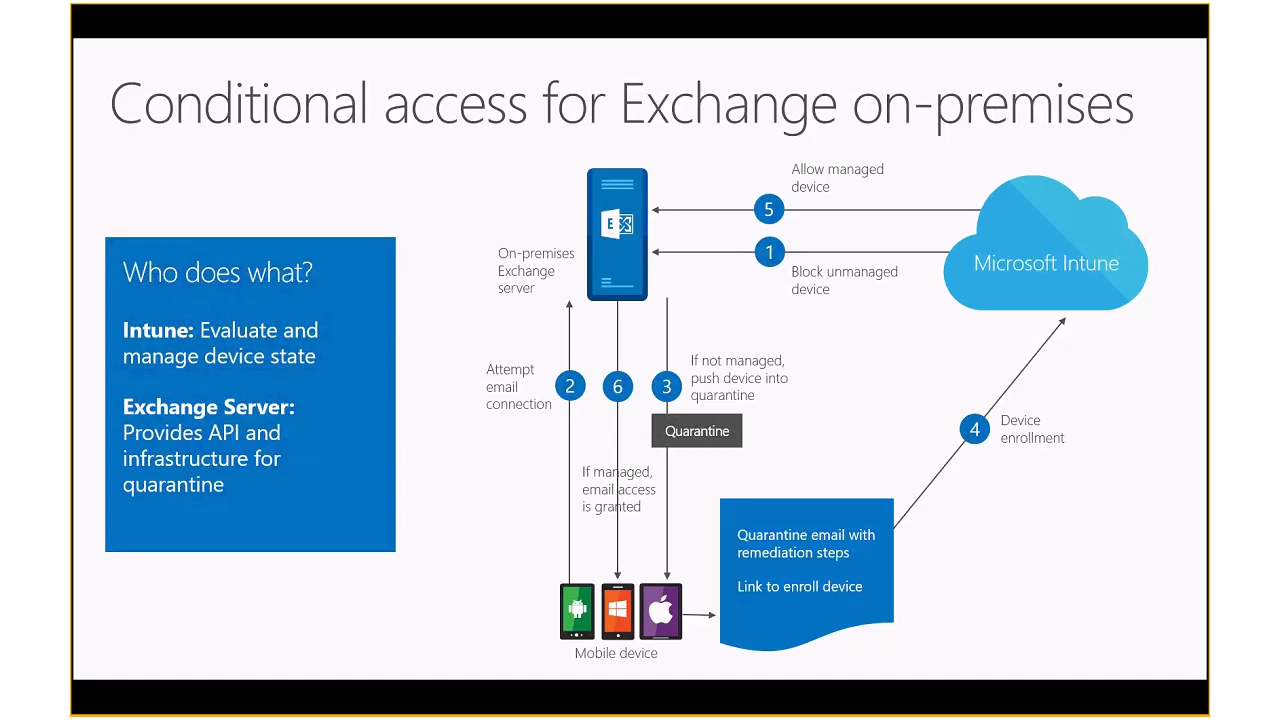 Conditional access for Exchange on-premises
Who does what?
Intune: Evaluate and
manage device state
Exchange Server:
Provides API and
infrastructure for
quarantine
Allow managed
device
5
1
Block unmanaged
device
Microsoft Intune
On-premises
Exchange
server
E
Attempt
email
connection
2
6
3
If not managed,
push device into
quarantine
Quarantine
4
Device
enrollment
If managed,
email access
is granted
Quarantine email with
remediation steps
Link to enroll device
Mobile device